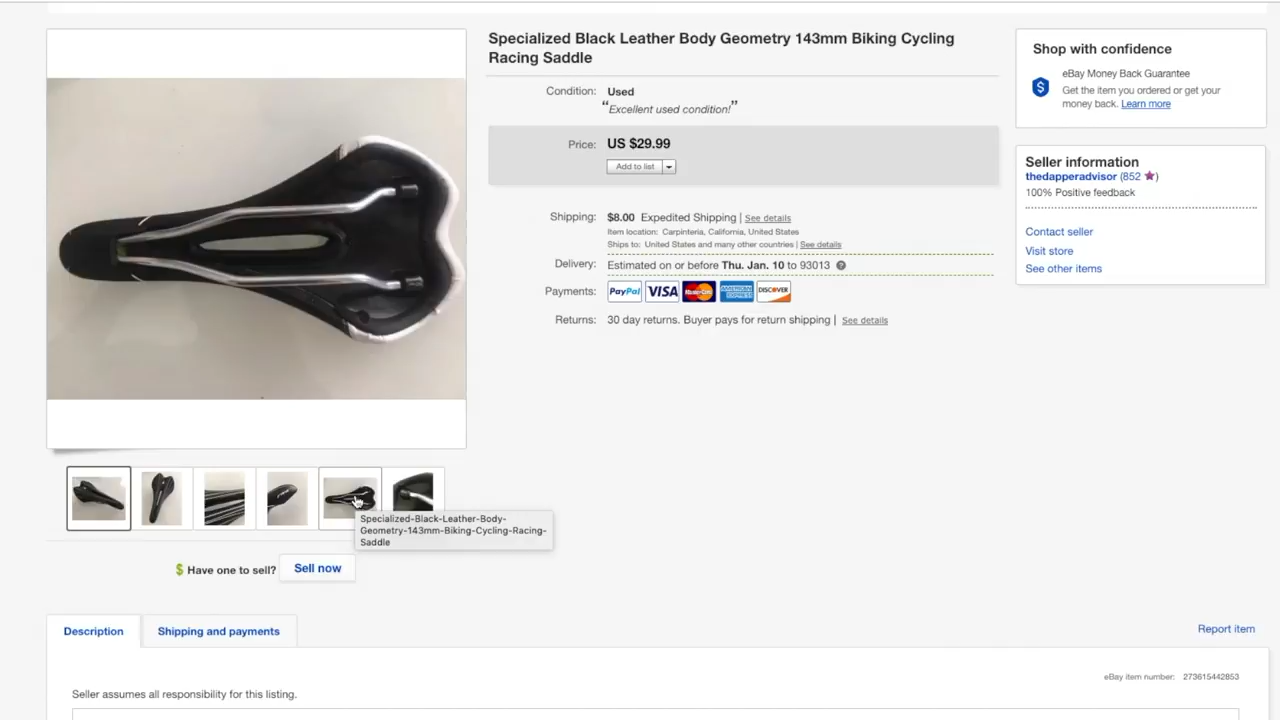 Specialized Black Leather Body Geometry 143mm Biking Cycling
Racing Saddle
Condition: Used
“Excellent used condition!”
Price: US $29.99
Add to list
Shipping: $8.00 Expedited Shipping | See details
Item location: Carpinteria, California, United States
Ships to: United States and many other countries | See details
Delivery: Estimated on or before Thu. Jan. 10 to 93013
Payments: PayPal VISA MasterCard AMERICAN EXPRESS DISCOVER
Returns: 30 day returns. Buyer pays for return shipping | See details
Shop with confidence
eBay Money Back Guarantee
Get the item you ordered or get your
money back. Learn more
Seller information
thedapperadvisor (852 ★)
100% Positive feedback
Contact seller
Visit store
See other items
Specialized-Black-Leather-Body-
Geometry-143mm-Biking-Cycling-Racing-
Saddle
$ Have one to sell? Sell now
Description
Shipping and payments
Report item
eBay item number: 273615442853
Seller assumes all responsibility for this listing.